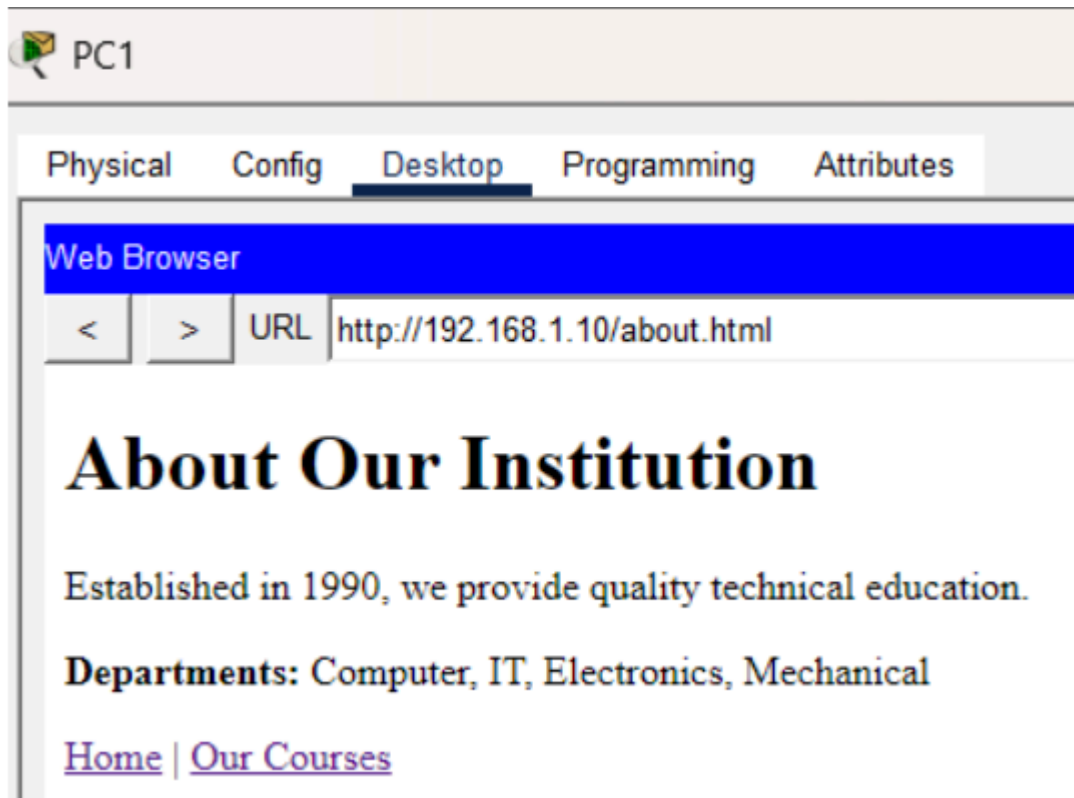 PC1
Physical Config Desktop Programming Attributes
Web Browser
< > URL http://192.168.1.10/about.html
About Our Institution
Established in 1990, we provide quality technical education.
Departments: Computer, IT, Electronics, Mechanical
Home | Our Courses